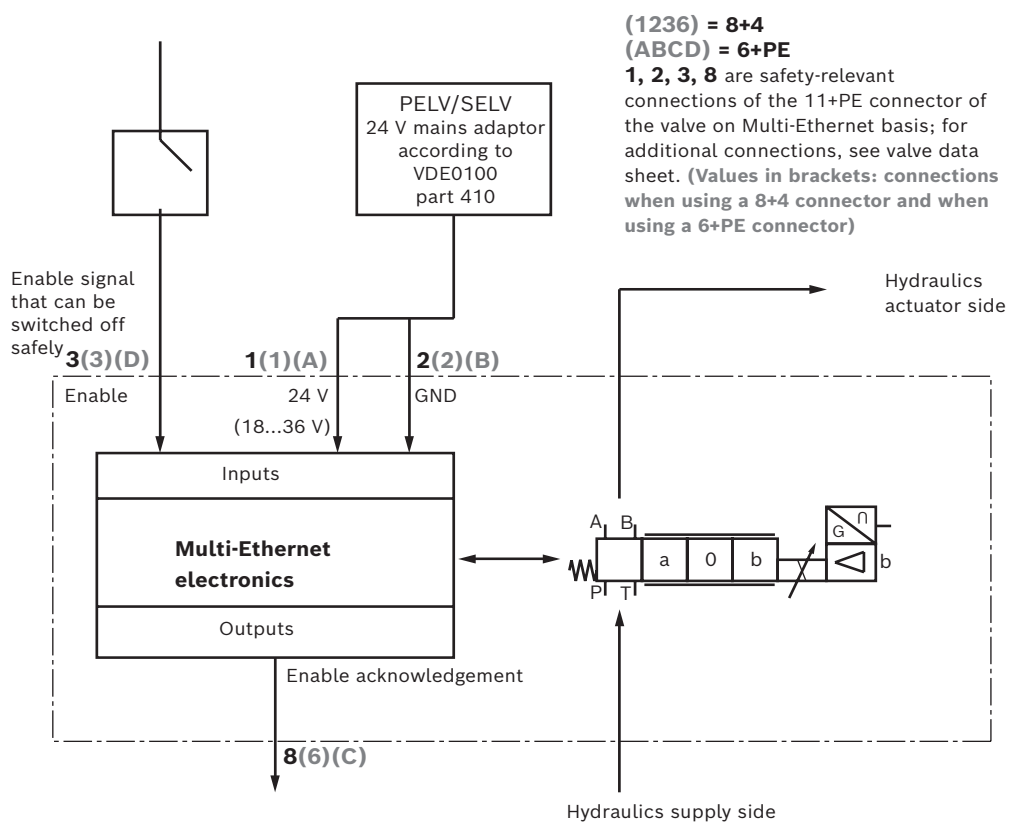 (1236) = 8+4
(ABCD) = 6+PE
1, 2, 3, 8 are safety-relevant
connections of the 11+PE connector of
the valve on Multi-Ethernet basis; for
additional connections, see valve data
sheet. (Values in brackets: connections
when using a 8+4 connector and when
using a 6+PE connector)
PELV/SELV
24 V mains adaptor
according to
VDE0100
part 410
Enable signal
that can be
switched off
safely
Hydraulics
actuator side
3(3)(D)
1(1)(A)
2(2)(B)
Enable
24 V
GND
(18...36 V)
Inputs
Multi-Ethernet
electronics
Outputs
A B
a 0 b
P T
G U
b
Enable acknowledgement
8(6)(C)
Hydraulics supply side